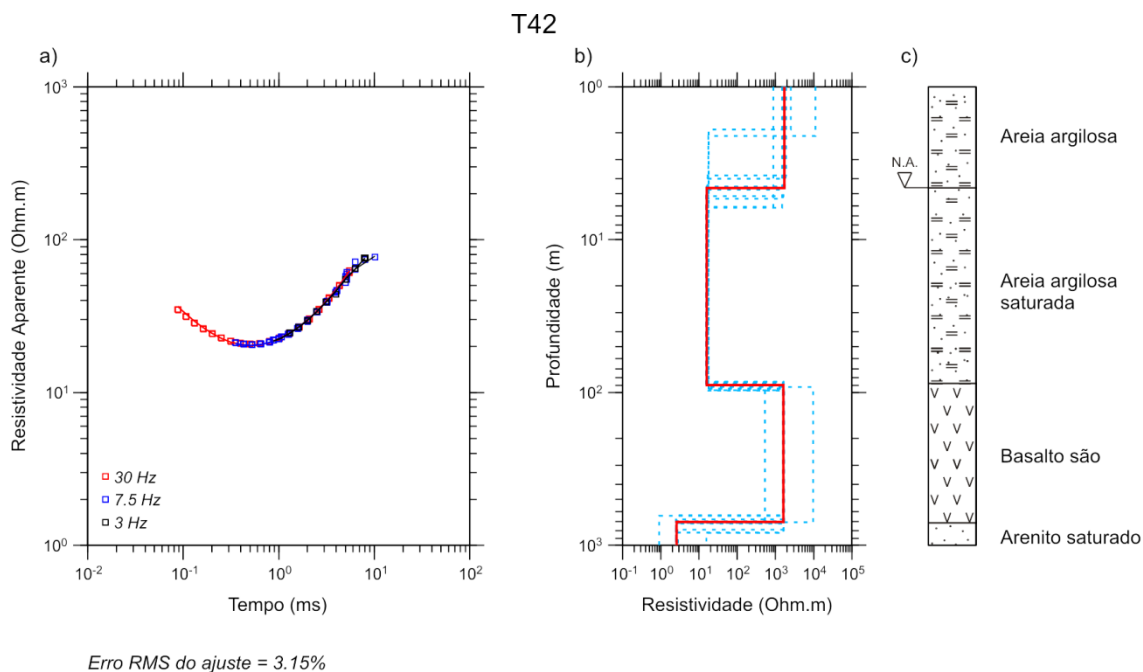 T42
a)
10^3
10^2
10^1
10^0
Resistividade Aparente (Ohm.m)
30 Hz
7.5 Hz
3 Hz
10^-2
10^-1
10^0
10^1
10^2
Tempo (ms)
b)
10^0
10^1
10^2
10^3
Profundidade (m)
10^-1
10^0
10^1
10^2
10^3
10^4
10^5
Resistividade (Ohm.m)
c)
N.A.
Areia argilosa
Areia argilosa
saturada
Basalto são
Arenito saturado
Erro RMS do ajuste = 3.15%